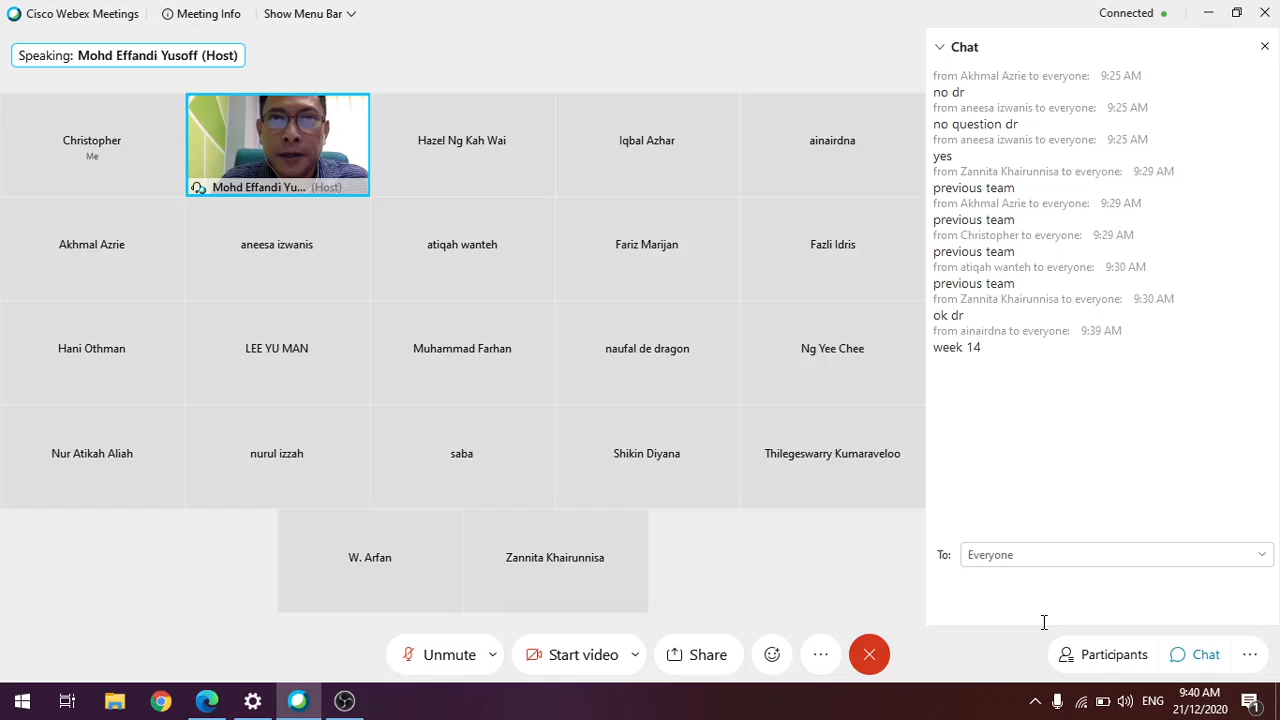 Cisco Webex Meetings
Meeting Info
Show Menu Bar
Connected
Speaking: Mohd Effandi Yusoff (Host)
Christopher
Me
Mohd Effandi Yu... (Host)
Hazel Ng Kah Wai
Iqbal Azhar
ainairdna
Akhmal Azrie
aneesa izwanis
atiqah wanteh
Fariz Marijan
Fazli Idris
Hani Othman
LEE YU MAN
Muhammad Farhan
naufal de dragon
Ng Yee Chee
Nur Atikah Aliah
nurul izzah
saba
Shikin Diyana
Thilegeswarry Kumaraveloo
W. Arfan
Zannita Khairunnisa
Chat
from Akhmal Azrie to everyone: 9:25 AM
no dr
from aneesa izwanis to everyone: 9:25 AM
no question dr
from aneesa izwanis to everyone: 9:25 AM
yes
from Zannita Khairunnisa to everyone: 9:29 AM
previous team
from Akhmal Azrie to everyone: 9:29 AM
previous team
from Christopher to everyone: 9:29 AM
previous team
from atiqah wanteh to everyone: 9:30 AM
previous team
from Zannita Khairunnisa to everyone: 9:30 AM
ok dr
from ainairdna to everyone: 9:39 AM
week 14
To: Everyone
Unmute
Start video
Share
Participants
Chat
ENG
9:40 AM
21/12/2020
1